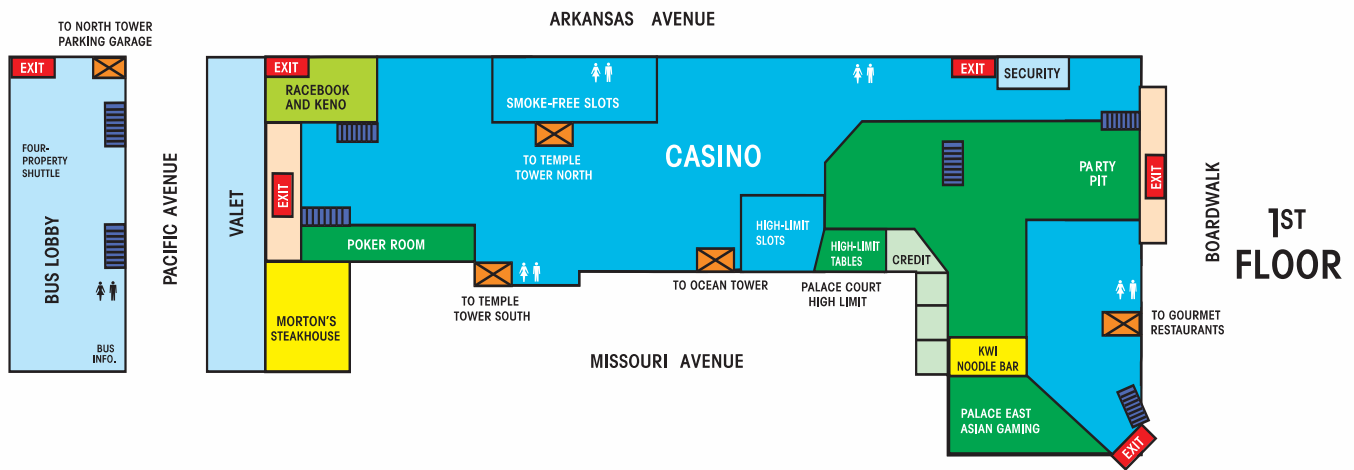 ARKANSAS AVENUE
TO NORTH TOWER
PARKING GARAGE
EXIT
FOUR-
PROPERTY
SHUTTLE
BUS LOBBY
BUS
INFO.
PACIFIC AVENUE
VALET
EXIT
RACEBOOK
AND KENO
EXIT
POKER ROOM
MORTON'S
STEAKHOUSE
SMOKE-FREE SLOTS
TO TEMPLE
TOWER NORTH
CASINO
TO TEMPLE
TOWER SOUTH
HIGH-LIMIT
SLOTS
TO OCEAN TOWER
HIGH-LIMIT
TABLES
CREDIT
PALACE COURT
HIGH LIMIT
MISSOURI AVENUE
EXIT
SECURITY
PARTY
PIT
EXIT
BOARDWALK
TO GOURMET
RESTAURANTS
KWI
NOODLE BAR
PALACE EAST
ASIAN GAMING
EXIT
1ST
FLOOR